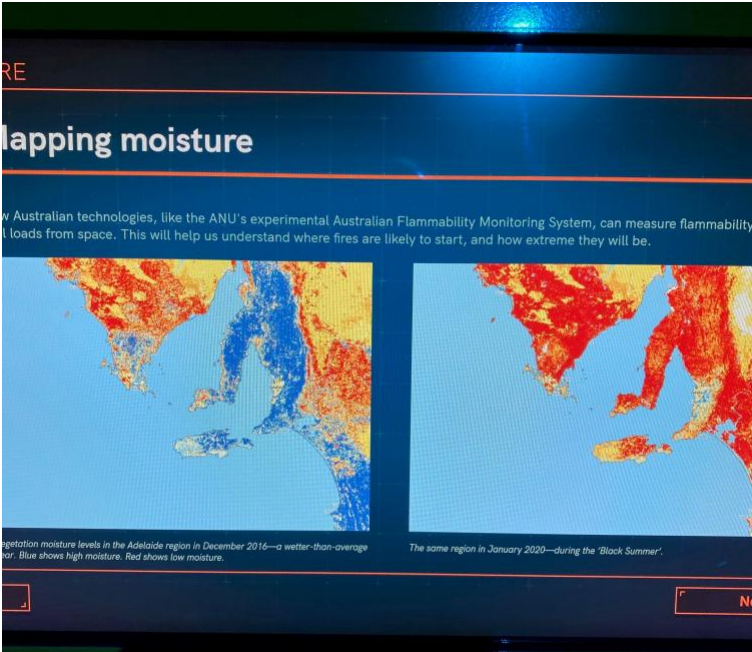 RE
apping moisture
w Australian technologies, like the ANU's experimental Australian Flammability Monitoring System, can measure flammability
l loads from space. This will help us understand where fires are likely to start, and how extreme they will be.
egetation moisture levels in the Adelaide region in December 2016—a wetter-than-average
ear. Blue shows high moisture. Red shows low moisture.
The same region in January 2020—during the ‘Black Summer’.